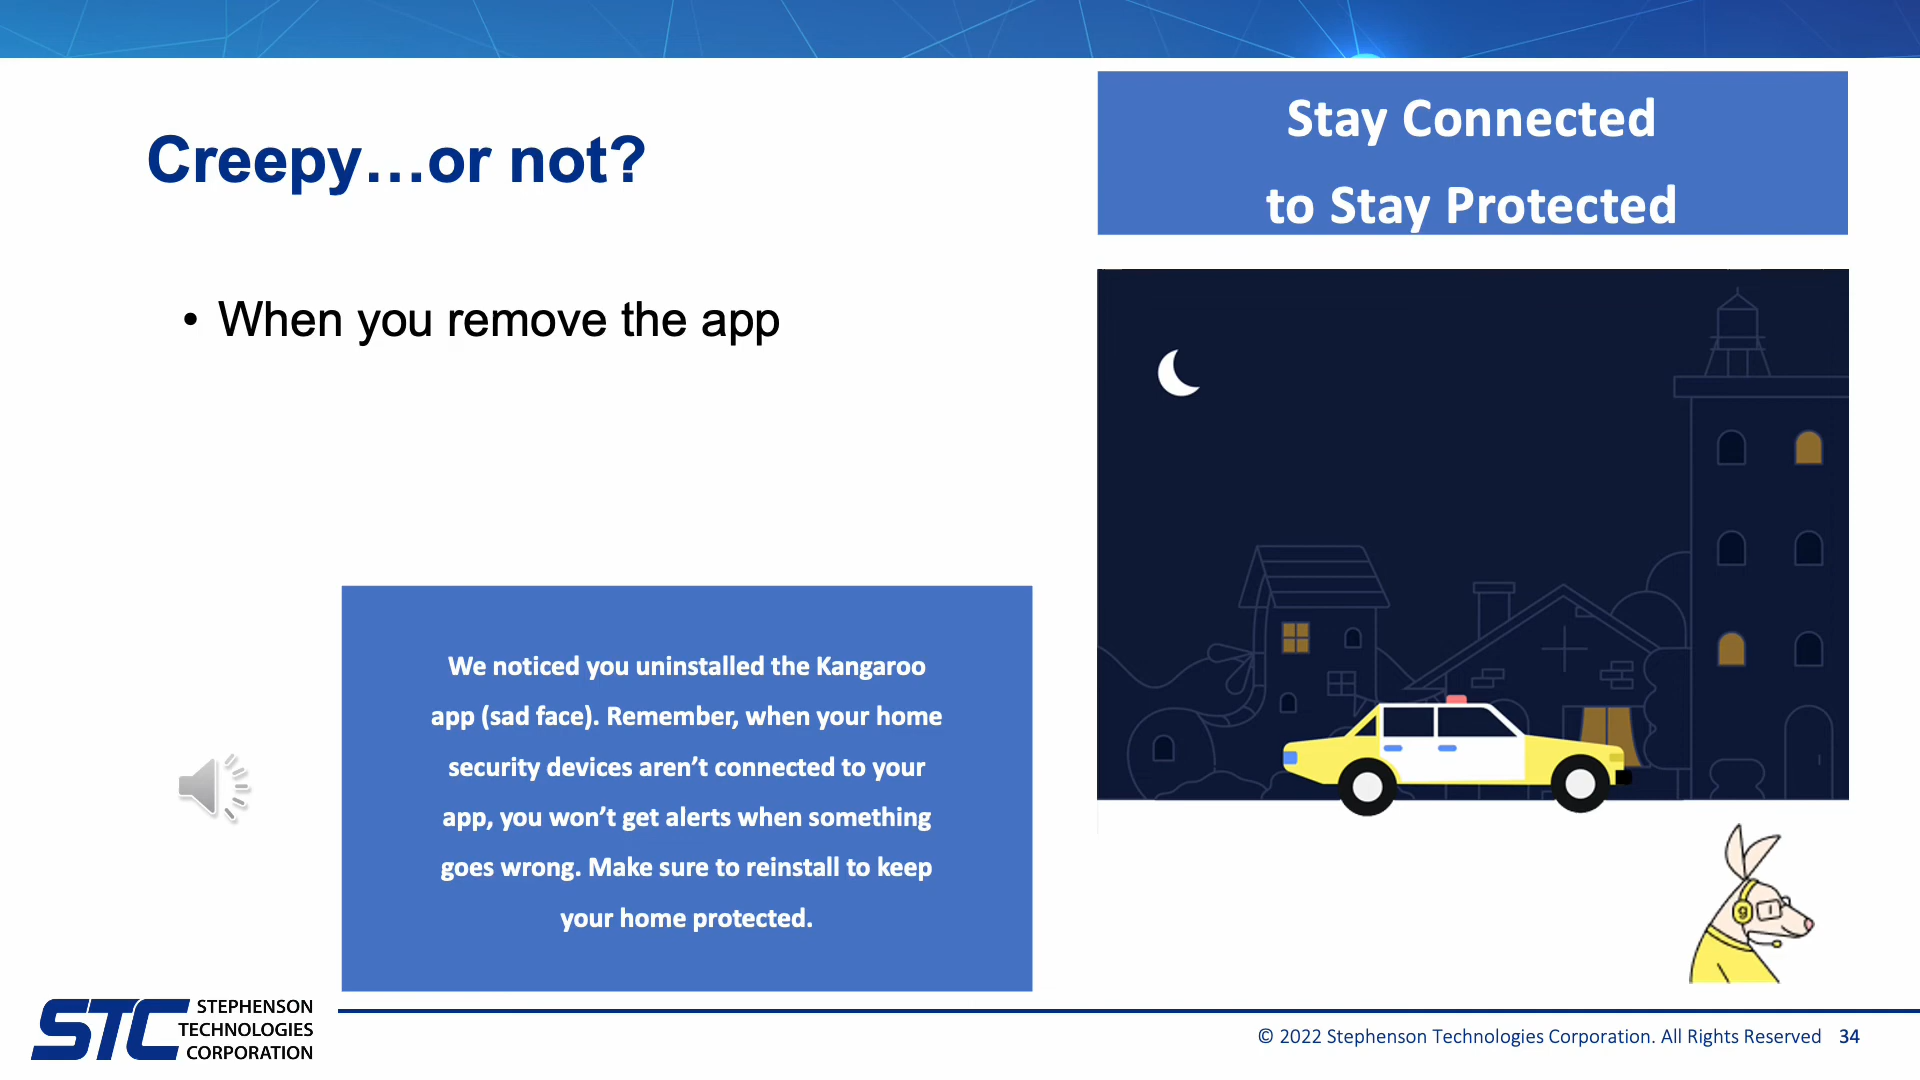 Creepy…or not?
• When you remove the app
Stay Connected
to Stay Protected
We noticed you uninstalled the Kangaroo
app (sad face). Remember, when your home
security devices aren’t connected to your
app, you won’t get alerts when something
goes wrong. Make sure to reinstall to keep
your home protected.
g
STC
STEPHENSON
TECHNOLOGIES
CORPORATION
© 2022 Stephenson Technologies Corporation. All Rights Reserved 34